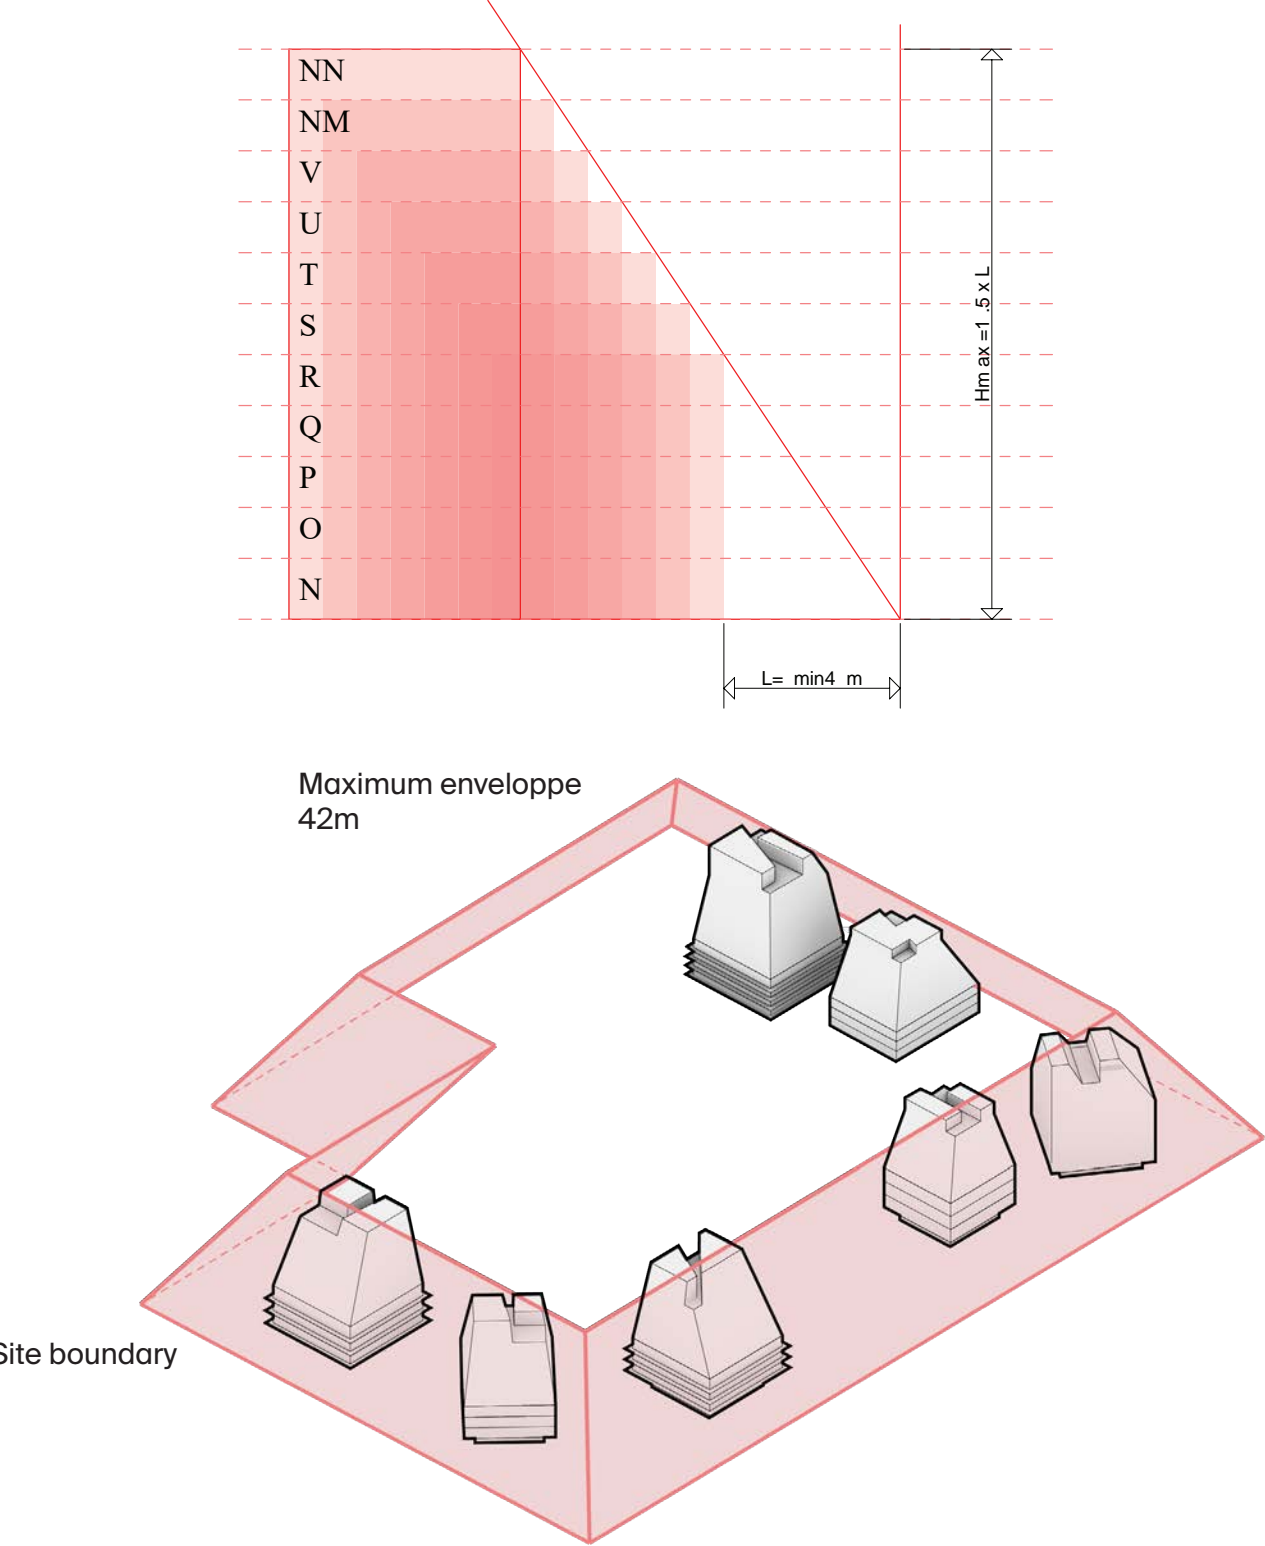 NN
NM
V
U
T
S
R
Q
P
O
N
Hm ax =1 .5 x L
L= min4 m
Maximum enveloppe
42m
Site boundary